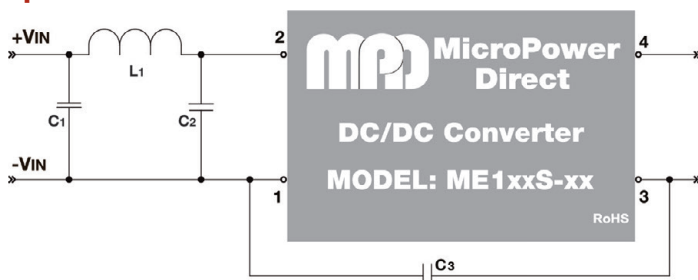 +VIN
2
MPD MicroPower
Direct
4
L1
C1
C2
DC/DC Converter
-VIN
MODEL: ME1xxS-xx
1
3
RoHS
C3